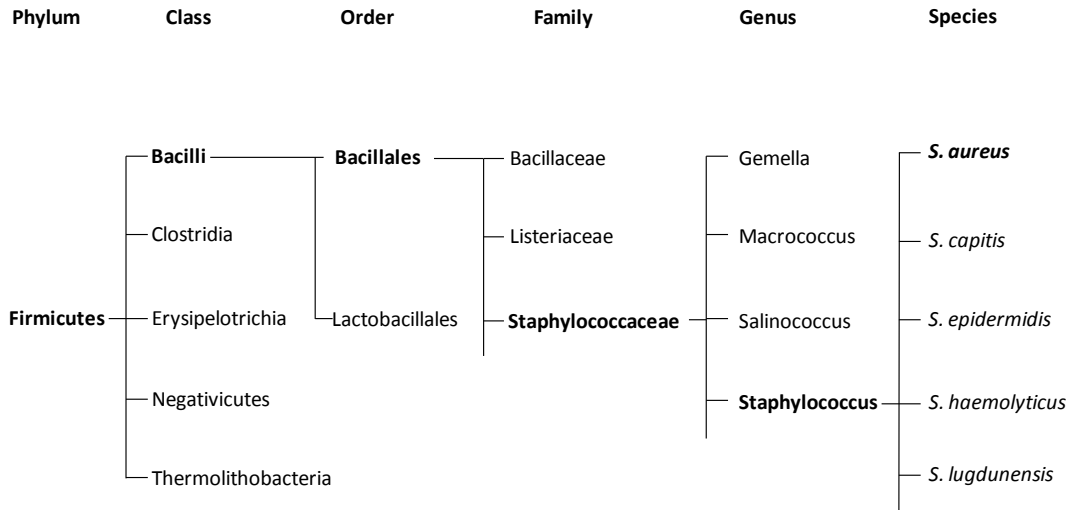 Phylum Class Order Family Genus Species
Bacilli Bacillales Bacillaceae Gemella S. aureus
Clostridia Listeriaceae Macrococcus S. capitis
Firmicutes Erysipelotrichia Lactobacillales Staphylococcaceae Salinococcus S. epidermidis
Negativicutes Staphylococcus S. haemolyticus
Thermolithobacteria S. lugdunensis